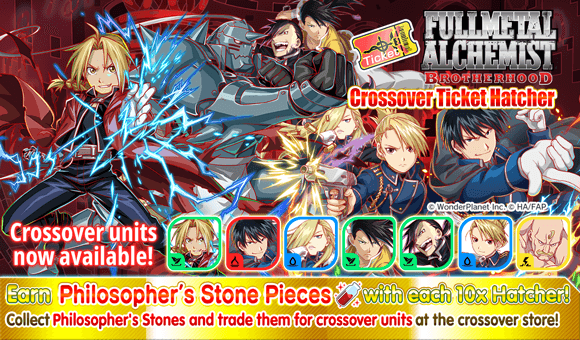 FULLMETAL
ALCHEMIST
BROTHERHOOD
Ticket
Crossover Ticket Hatcher
© WonderPlanet Inc. © HA/FAP
Crossover units
now available!
Earn Philosopher's Stone Pieces with each 10x Hatcher!
Collect Philosopher's Stones and trade them for crossover units at the crossover store!